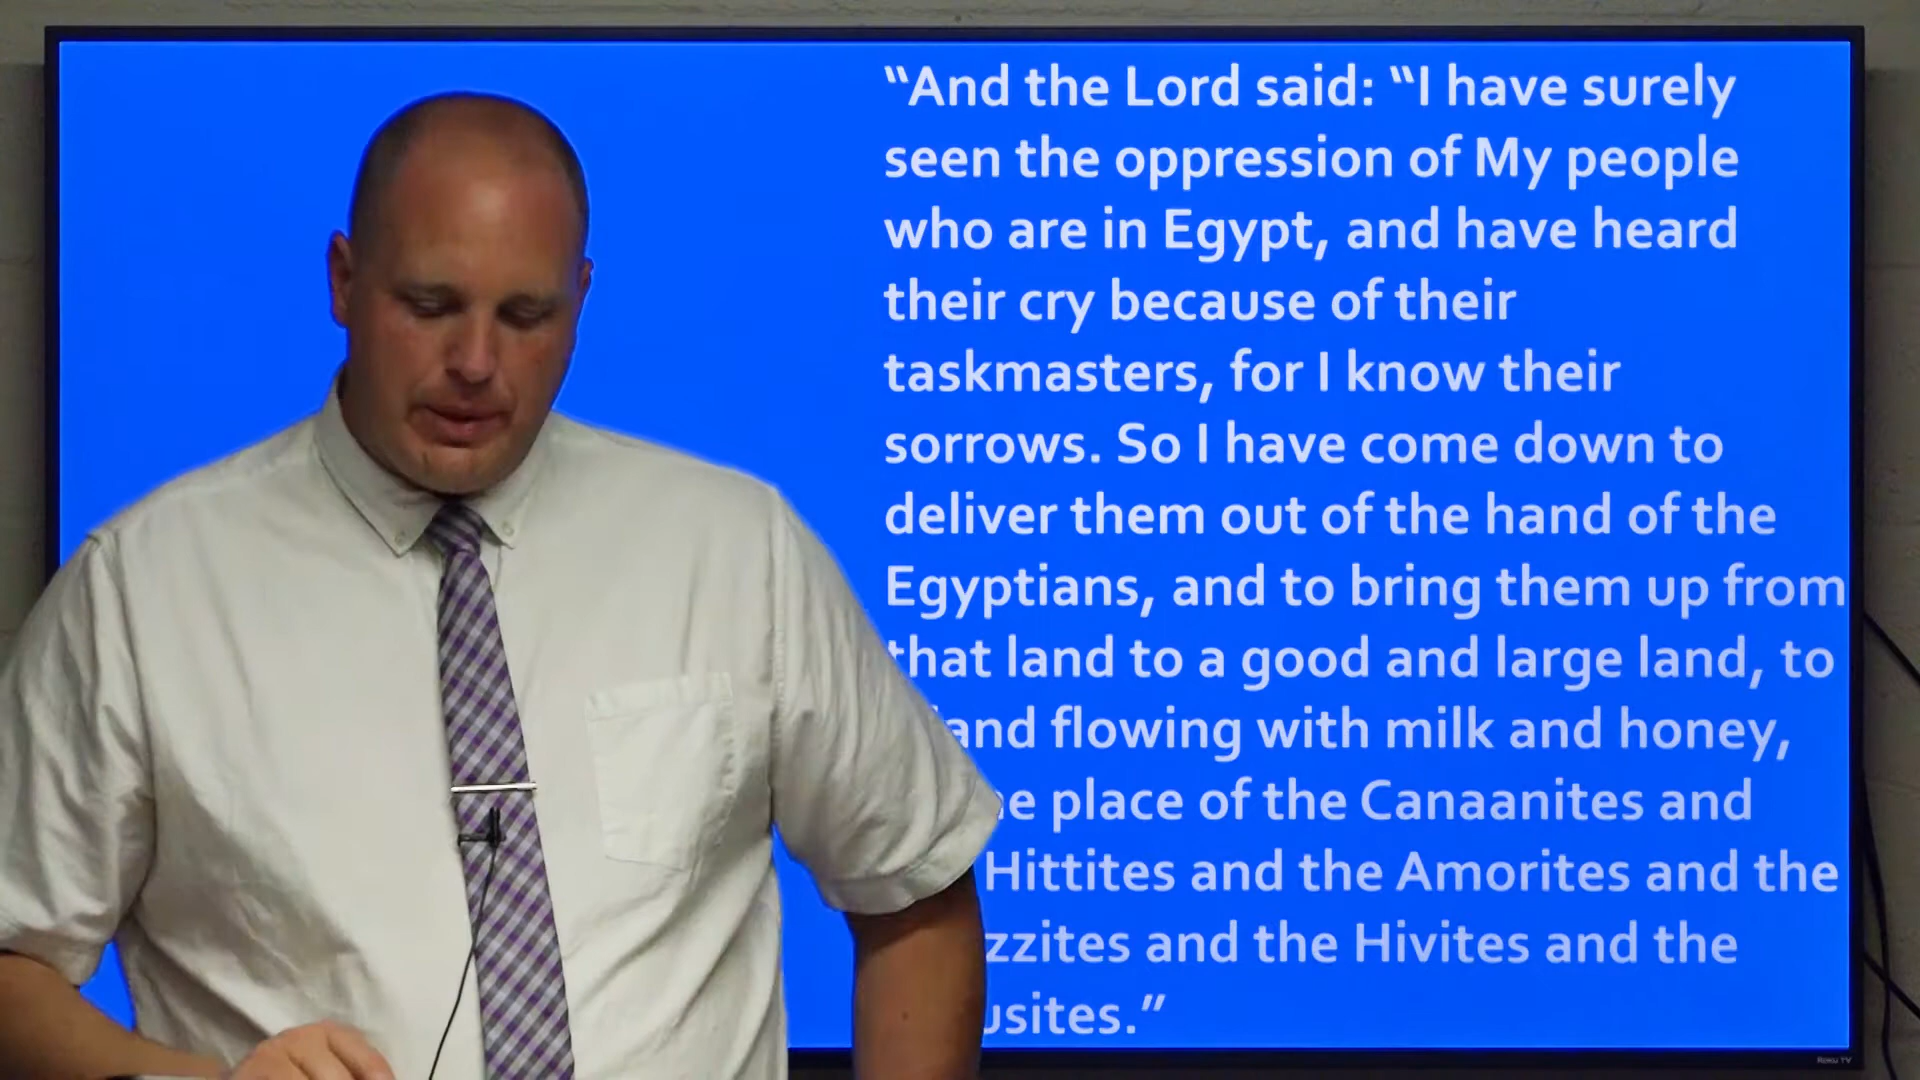 “And the Lord said: “I have surely
seen the oppression of My people
who are in Egypt, and have heard
their cry because of their
taskmasters, for I know their
sorrows. So I have come down to
deliver them out of the hand of the
Egyptians, and to bring them up from
that land to a good and large land, to
flowing with milk and honey,
place of the Canaanites and
Hittites and the Amorites and the
and the Hivites and the
Roku TV